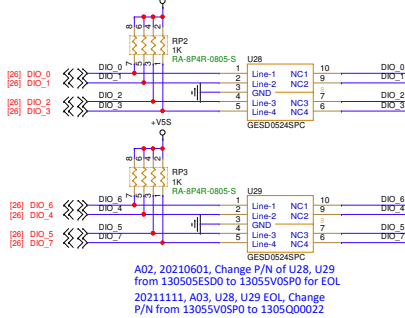 8 6 4 2
RP2
1K
RA-8P4R-0805-S
7 5 3 1
U28
[26] DIO_0 DIO_0 1 Line-1 NC1 10 DIO_0
[26] DIO_1 DIO_1 2 Line-2 NC2 9 DIO_1
3 GND 8
[26] DIO_2 DIO_2 4 Line-3 NC3 7 DIO_2
[26] DIO_3 DIO_3 5 Line-4 NC4 6 DIO_3
GESD0524SPC
+V5S
8 6 4 2
RP3
1K
RA-8P4R-0805-S
7 5 3 1
U29
[26] DIO_6 DIO_6 1 Line-1 NC1 10 DIO_6
[26] DIO_4 DIO_4 2 Line-2 NC2 9 DIO_4
3 GND 8
[26] DIO_5 DIO_5 4 Line-3 NC3 7 DIO_5
[26] DIO_7 DIO_7 5 Line-4 NC4 6 DIO_7
GESD0524SPC
A02, 20210601, Change P/N of U28, U29
from 130505ESD0 to 13055V0SP0 for EOL
20211111, A03, U28, U29 EOL, Change
P/N from 13055V0SP0 to 1305Q00022